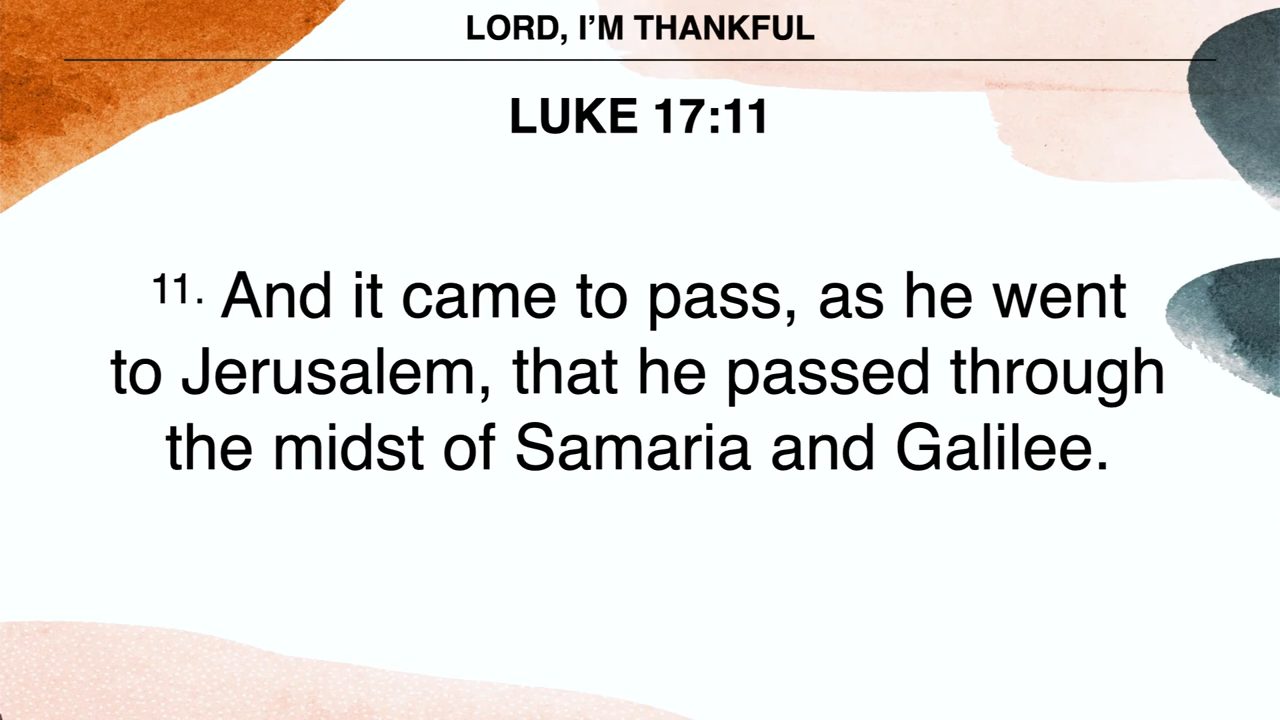 LORD, I’M THANKFUL
LUKE 17:11
11. And it came to pass, as he went
to Jerusalem, that he passed through
the midst of Samaria and Galilee.